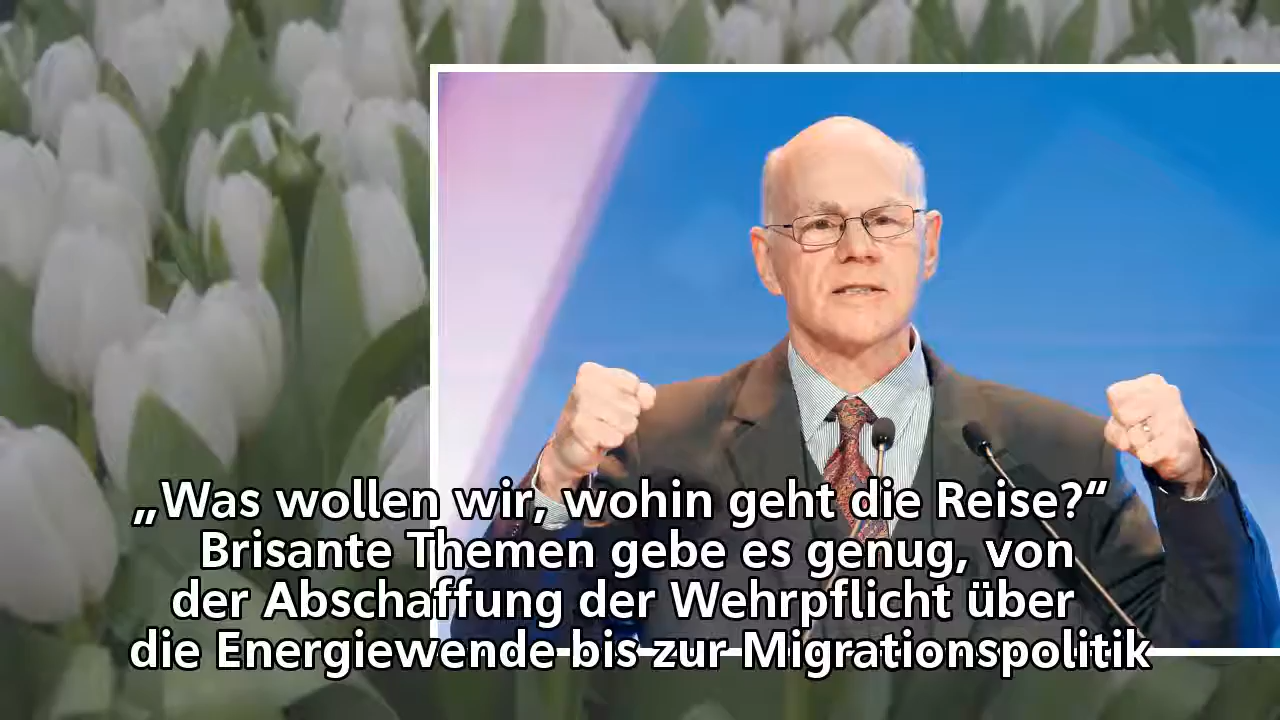 „Was wollen wir, wohin geht die Reise?“
Brisante Themen gebe es genug, von
der Abschaffung der Wehrpflicht über
die Energiewende bis zur Migrationspolitik